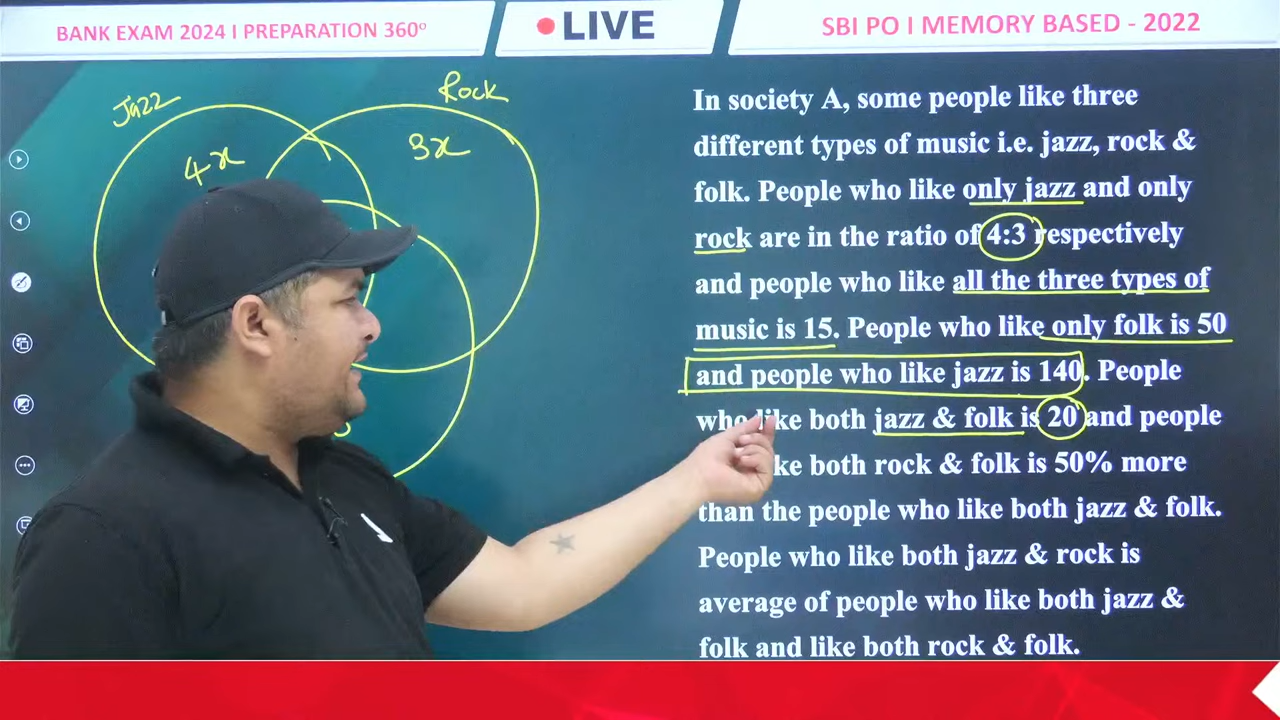 BANK EXAM 2024 I PREPARATION 360°
LIVE
SBI PO I MEMORY BASED - 2022
Jazz
Rock
4x
3x
In society A, some people like three
different types of music i.e. jazz, rock &
folk. People who like only jazz and only
rock are in the ratio of 4:3 respectively
and people who like all the three types of
music is 15. People who like only folk is 50
and people who like jazz is 140. People
who like both jazz & folk is 20 and people
ke both rock & folk is 50% more
than the people who like both jazz & folk.
People who like both jazz & rock is
average of people who like both jazz &
folk and like both rock & folk.